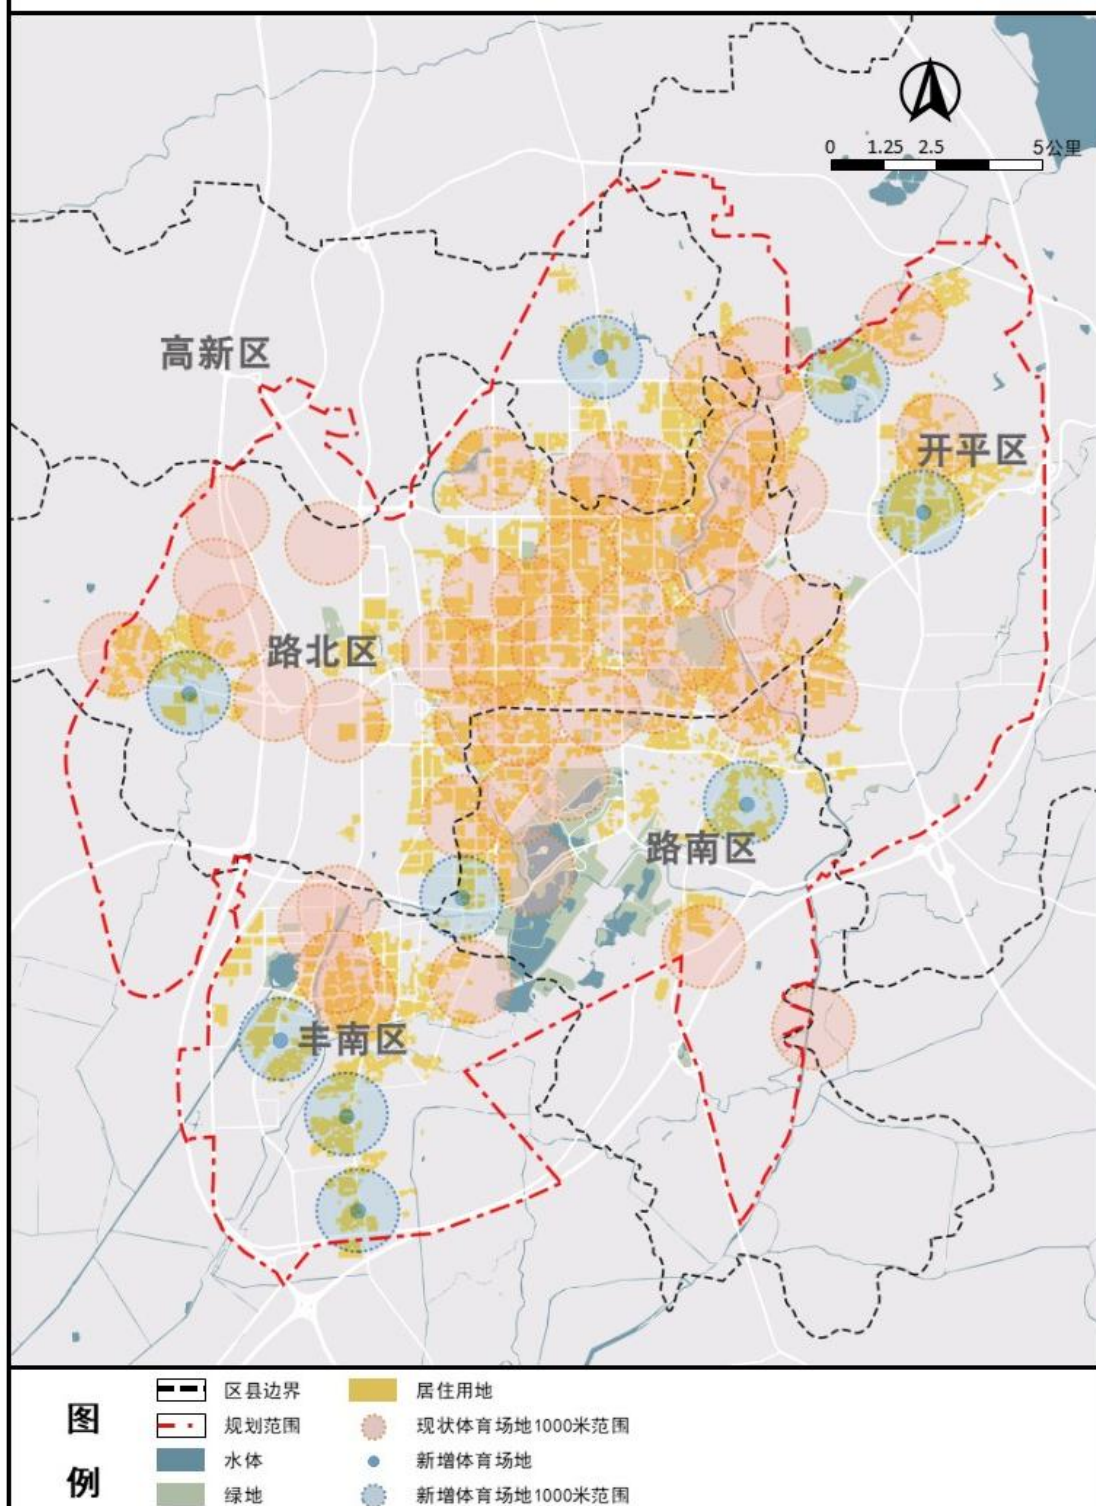 0 1.25 2.5 5公里
高新区
开平区
路北区
路南区
丰南区
图例
区县边界
居住用地
规划范围
现状体育场地1000米范围
水体
新增体育场地
绿地
新增体育场地1000米范围